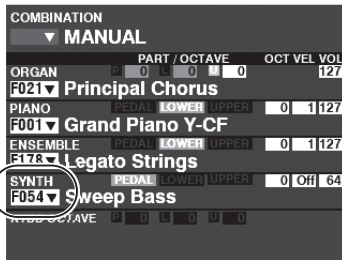 COMBINATION
▼ MANUAL
PART / OCTAVE OCT VEL VOL
ORGAN P 0 L 0 U 0 127
F021▼ Principal Chorus
PIANO PEDAL LOWER UPPER 0 1 127
F001▼ Grand Piano Y-CF
ENSEMBLE PEDAL LOWER UPPER 0 1 127
F178▼ Legato Strings
SYNTH PEDAL LOWER UPPER 0 Off 64
F054▼ Sweep Bass
KYBD OCTAVE P 0 L 0 U 0